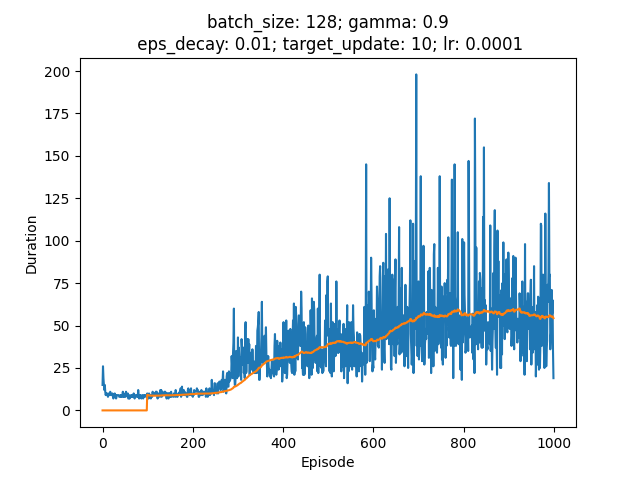 batch_size: 128; gamma: 0.9
eps_decay: 0.01; target_update: 10; lr: 0.0001
200
175
150
125
100
75
50
25
0
Duration
0 200 400 600 800 1000
Episode